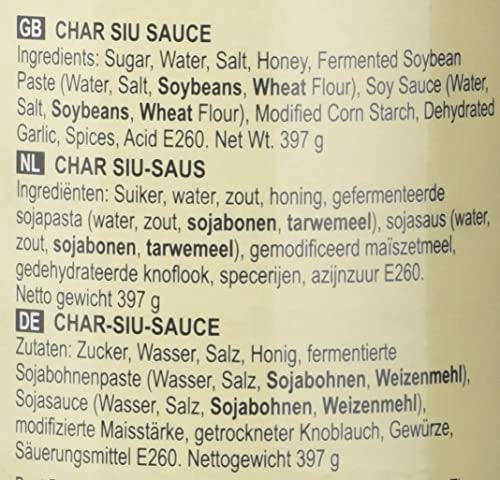 GB CHAR SIU SAUCE
Ingredients: Sugar, Water, Salt, Honey, Fermented Soybean
Paste (Water, Salt, Soybeans, Wheat Flour), Soy Sauce (Water,
Salt, Soybeans, Wheat Flour), Modified Corn Starch, Dehydrated
Garlic, Spices, Acid E260. Net Wt. 397 g
NL CHAR SIU-SAUS
Ingrediënten: Suiker, water, zout, honing, gefermenteerde
sojapasta (water, zout, sojabonen, tarwemeel), sojasaus (water,
zout, sojabonen, tarwemeel), gemodificeerd maïszetmeel,
gedehydrateerde knoflook, specerijen, azijnzuur E260.
Netto gewicht 397 g
DE CHAR-SIU-SAUCE
Zutaten: Zucker, Wasser, Salz, Honig, fermentierte
Sojabohnenpaste (Wasser, Salz, Sojabohnen, Weizenmehl),
Sojasauce (Wasser, Salz, Sojabohnen, Weizenmehl),
modifizierte Maisstärke, getrockneter Knoblauch, Gewürze,
Säuerungsmittel E260. Nettogewicht 397 g